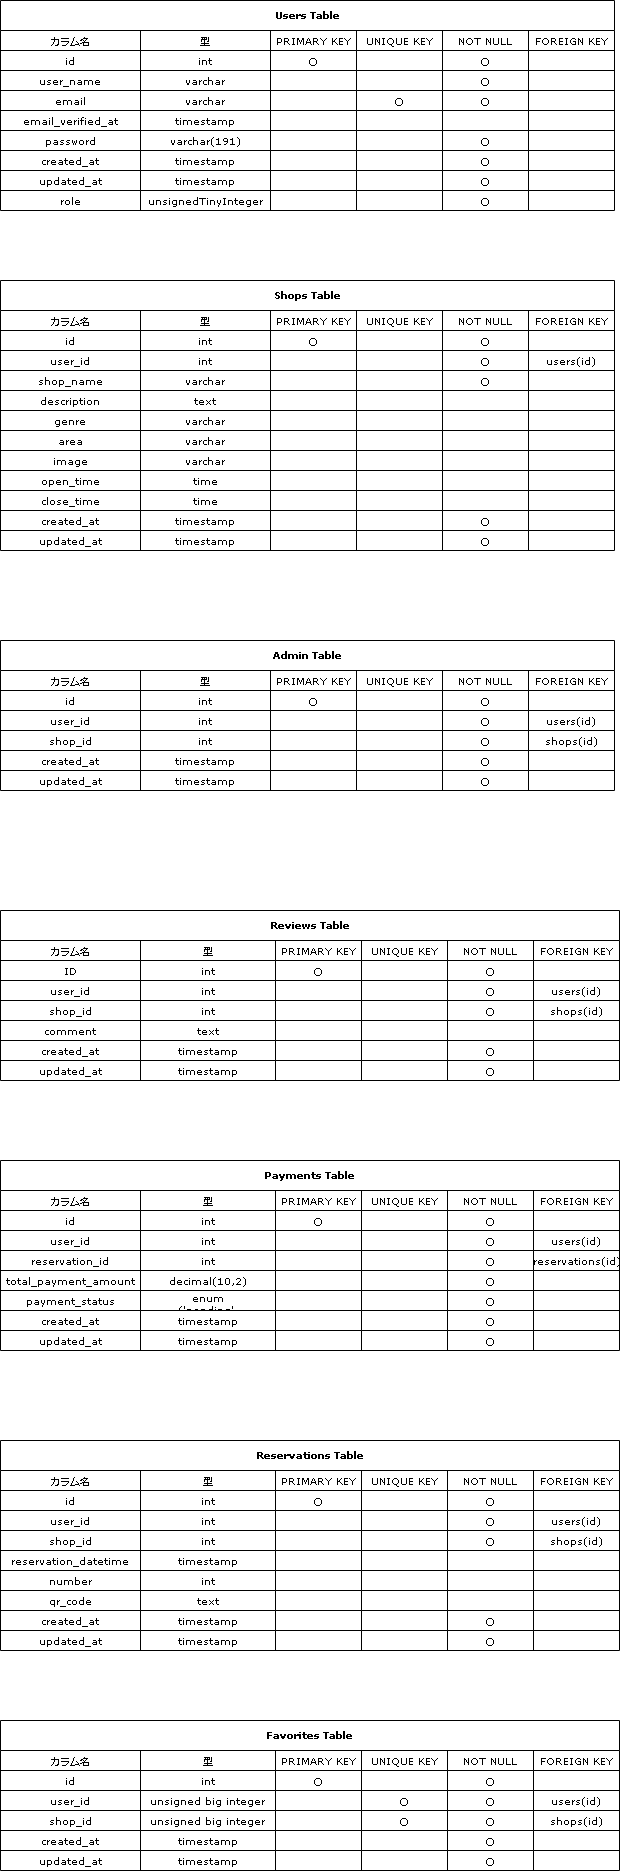 Users Table
カラム名 型 PRIMARY KEY UNIQUE KEY NOT NULL FOREIGN KEY
id int ○ ○
user_name varchar ○
email varchar ○ ○
email_verified_at timestamp
password varchar(191) ○
created_at timestamp ○
updated_at timestamp ○
role unsignedTinyInteger ○
Shops Table
カラム名 型 PRIMARY KEY UNIQUE KEY NOT NULL FOREIGN KEY
id int ○ ○
user_id int ○ users(id)
shop_name varchar ○
description text
genre varchar
area varchar
image varchar
open_time time
close_time time
created_at timestamp ○
updated_at timestamp ○
Admin Table
カラム名 型 PRIMARY KEY UNIQUE KEY NOT NULL FOREIGN KEY
id int ○ ○
user_id int ○ users(id)
shop_id int ○ shops(id)
created_at timestamp ○
updated_at timestamp ○
Reviews Table
カラム名 型 PRIMARY KEY UNIQUE KEY NOT NULL FOREIGN KEY
ID int ○ ○
user_id int ○ users(id)
shop_id int ○ shops(id)
comment text
created_at timestamp ○
updated_at timestamp ○
Payments Table
カラム名 型 PRIMARY KEY UNIQUE KEY NOT NULL FOREIGN KEY
id int ○ ○
user_id int ○ users(id)
reservation_id int ○ reservations(id)
total_payment_amount decimal(10,2) ○
payment_status enum ○
created_at timestamp ○
updated_at timestamp ○
Reservations Table
カラム名 型 PRIMARY KEY UNIQUE KEY NOT NULL FOREIGN KEY
id int ○ ○
user_id int ○ users(id)
shop_id int ○ shops(id)
reservation_datetime timestamp
number int
qr_code text
created_at timestamp ○
updated_at timestamp ○
Favorites Table
カラム名 型 PRIMARY KEY UNIQUE KEY NOT NULL FOREIGN KEY
id int ○ ○
user_id unsigned big integer ○ ○ users(id)
shop_id unsigned big integer ○ ○ shops(id)
created_at timestamp ○
updated_at timestamp ○